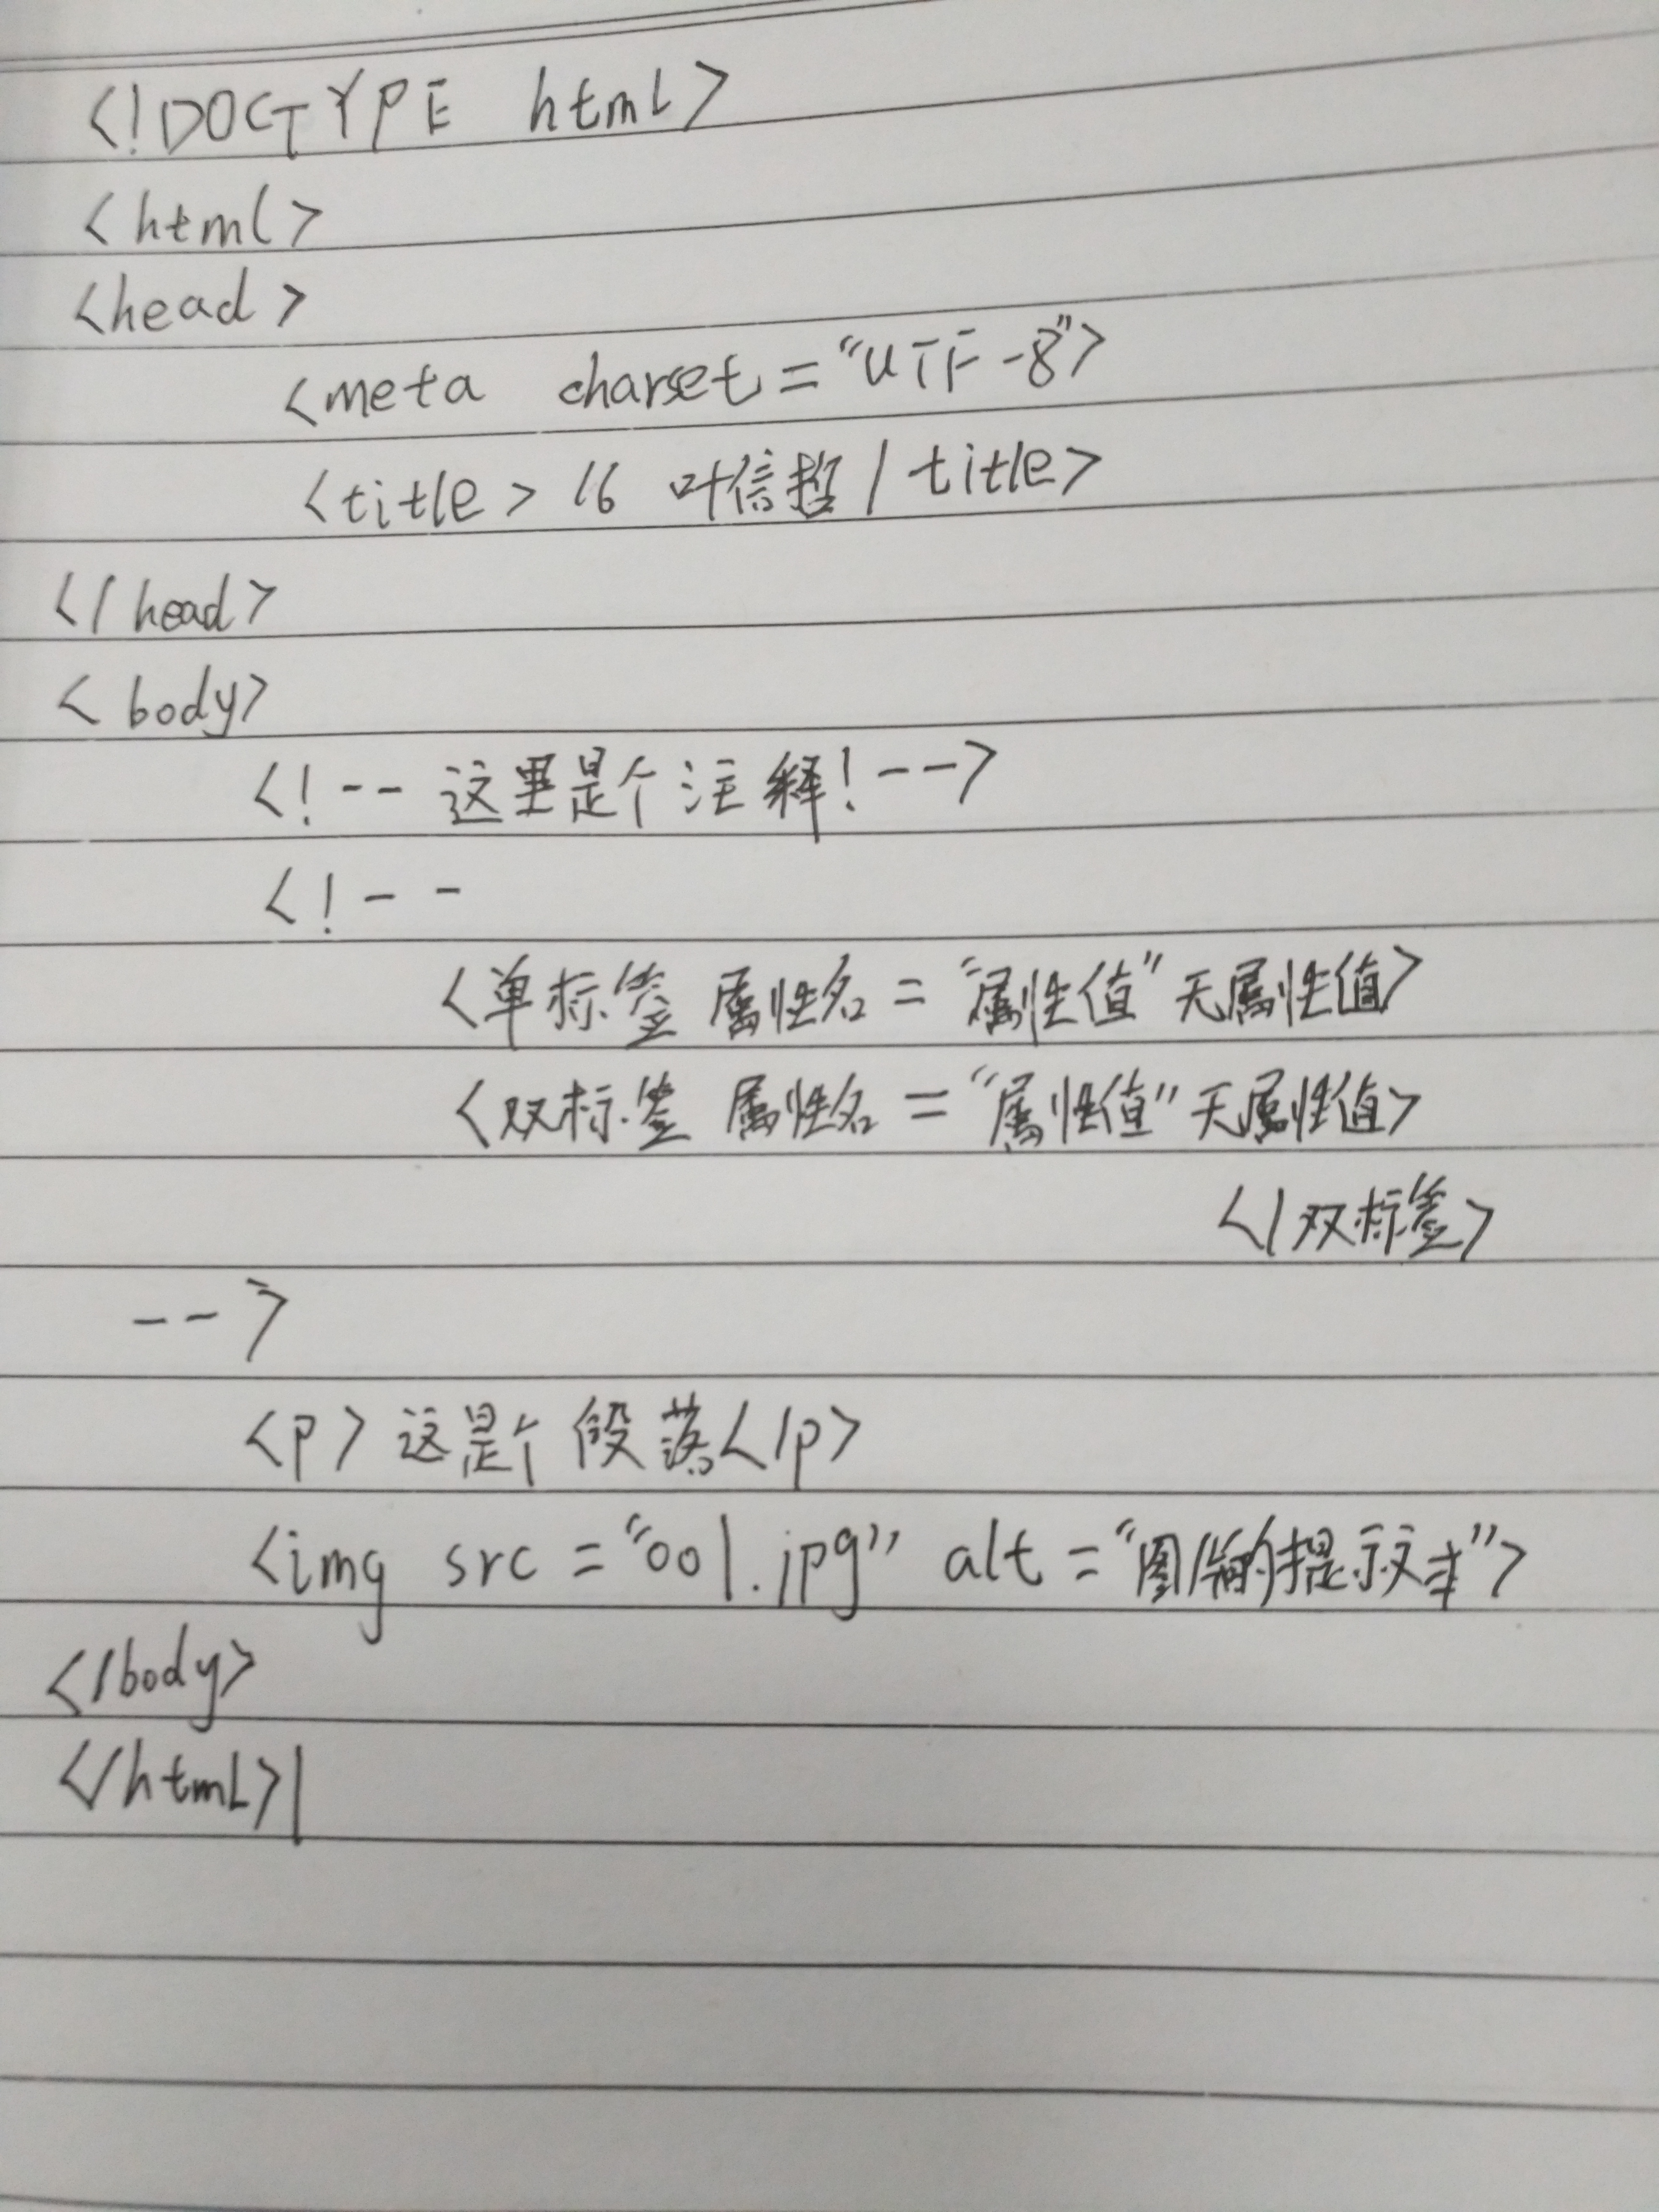 <!DOCTYPE html>
<html>
<head>
<meta charset="UTF-8">
<title>16 叶信哲/title>
</head>
<body>
<!--这里是个注释!-->
<!--
<单标签 属性名="属性值"无属性值>
<双标签 属性名="属性值"无属性值>
</双标签>
-->
<p>这是个段落</p>
<img src="001.jpg" alt="图片的提示文本">
</body>
</html>|